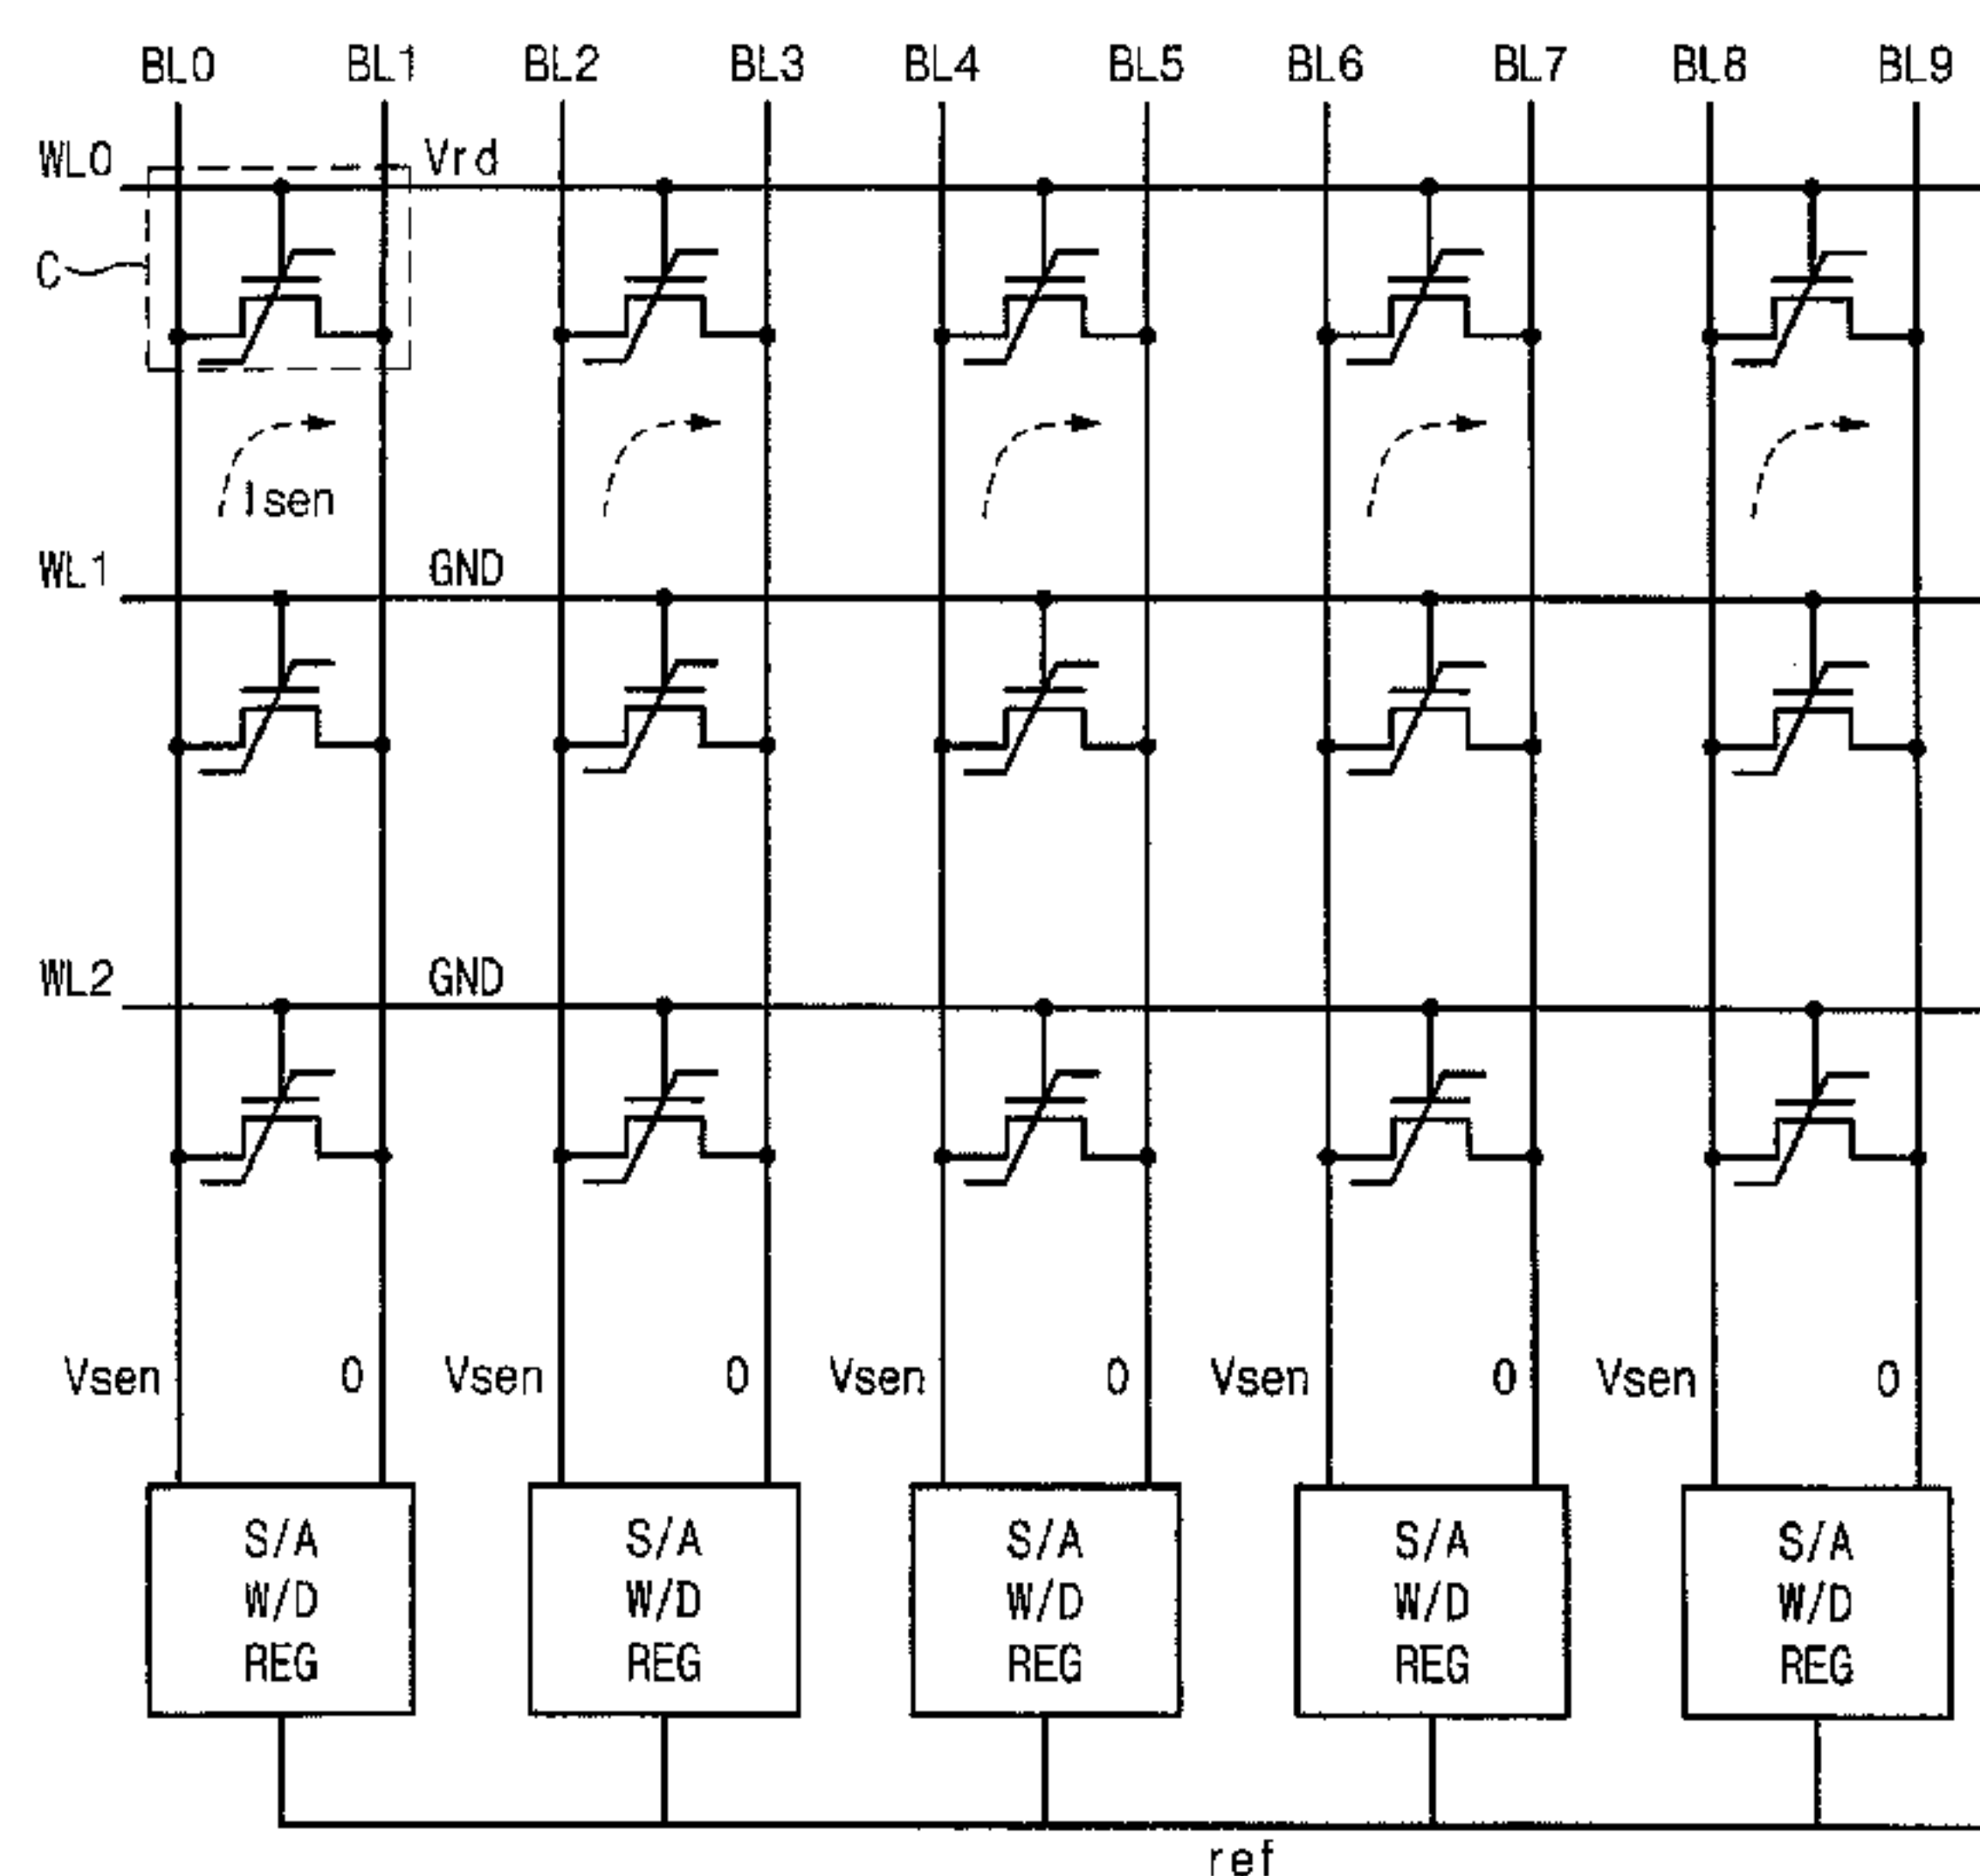 BL0 BL1 BL2 BL3 BL4 BL5 BL6 BL7 BL8 BL9
WL0 Vrd
C
Isen
WL1 GND
WL2 GND
Vsen 0 Vsen 0 Vsen 0 Vsen 0 Vsen 0
S/A S/A S/A S/A S/A
W/D W/D W/D W/D W/D
REG REG REG REG REG
ref